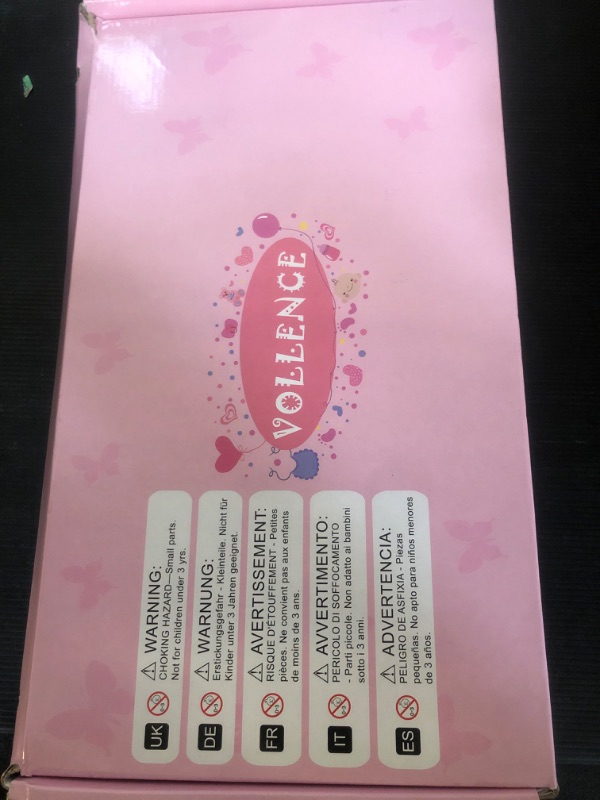 VOLLENCE
UK
⚠ WARNING:
CHOKING HAZARD—Small parts.
Not for children under 3 yrs.
DE
⚠ WARNUNG:
Erstickungsgefahr - Kleinteile. Nicht für
Kinder unter 3 Jahren geeignet.
FR
⚠ AVERTISSEMENT:
RISQUE D'ÉTOUFFEMENT - Petites
pièces. Ne convient pas aux enfants
de moins de 3 ans.
IT
⚠ AVVERTIMENTO:
PERICOLO DI SOFFOCAMENTO
- Parti piccole. Non adatto ai bambini
sotto i 3 anni.
ES
⚠ ADVERTENCIA:
PELIGRO DE ASFIXIA - Piezas
pequeñas. No apto para niños menores
de 3 años.